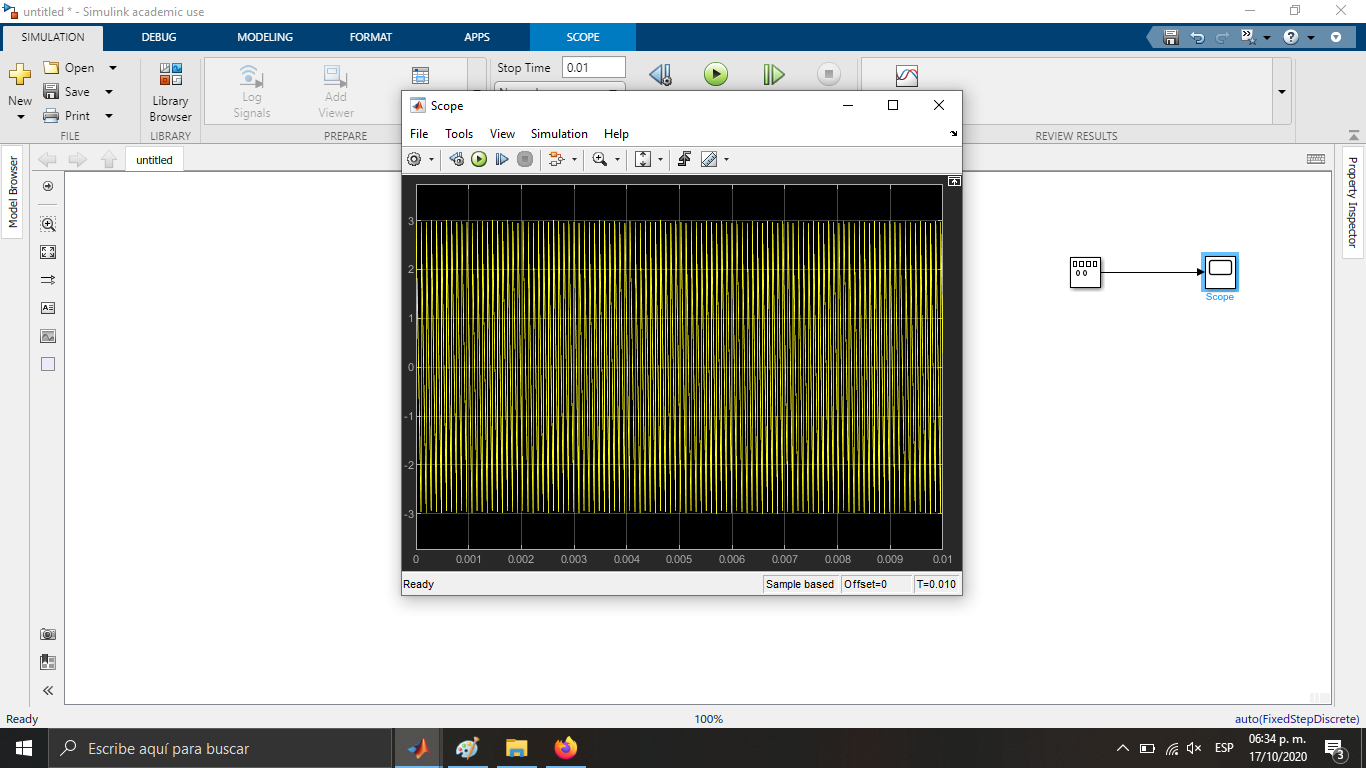 untitled * - Simulink academic use
SIMULATION DEBUG MODELING FORMAT APPS SCOPE
New
Open
Save
Print
FILE
Library
Browser
LIBRARY
Log
Signals
Add
Viewer
PREPARE
Stop Time 0.01
REVIEW RESULTS
Model Browser
untitled
Property Inspector
Scope
File Tools View Simulation Help
3
2
1
0
-1
-2
-3
0 0.001 0.002 0.003 0.004 0.005 0.006 0.007 0.008 0.009 0.01
Ready Sample based Offset=0 T=0.010
Scope
Ready 100% auto(FixedStepDiscrete)
Escribe aquí para buscar
ESP
06:34 p. m.
17/10/2020
3